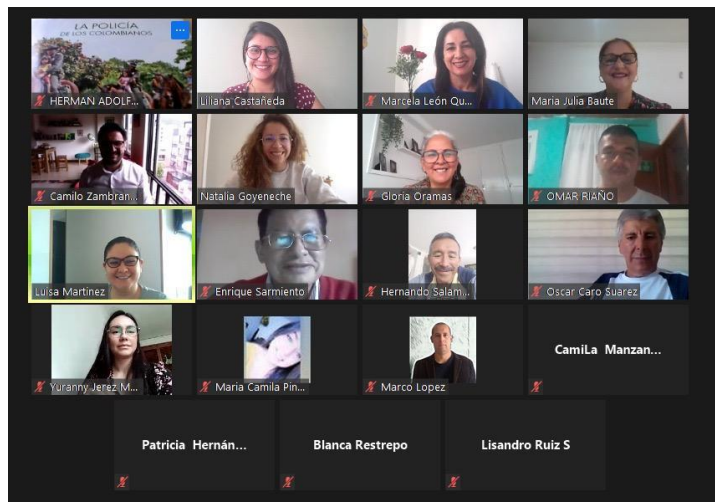 LA POLICÍA
DE LOS COLOMBIANOS
HERMAN ADOLF...
Liliana Castañeda
Marcela León Qu...
Maria Julia Baute
Camilo Zambran...
Natalia Goyeneche
Gloria Oramas
OMAR RIAÑO
Luisa Martinez
Enrique Sarmiento
Hernando Salam...
Oscar Caro Suarez
Yuranny Jerez M...
Maria Camila Pin...
Marco Lopez
CamiLa Manzan...
Patricia Hernán...
Blanca Restrepo
Lisandro Ruiz S